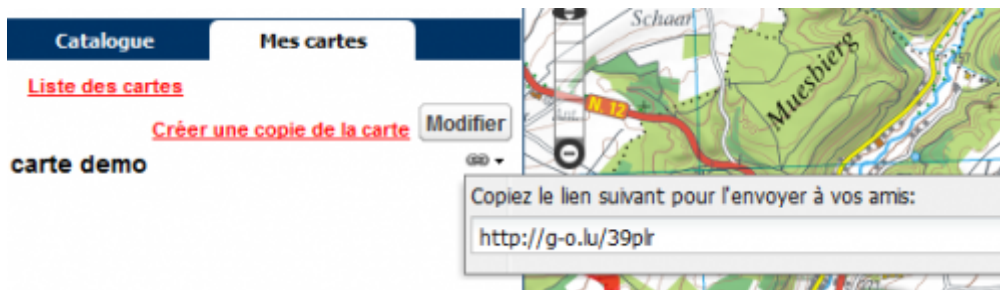 Catalogue
Mes cartes
Liste des cartes
Créer une copie de la carte
Modifier
carte demo
Schaar
N. 12
Muesbierg
Copiez le lien suivant pour l'envoyer à vos amis:
http://g-o.lu/39plr